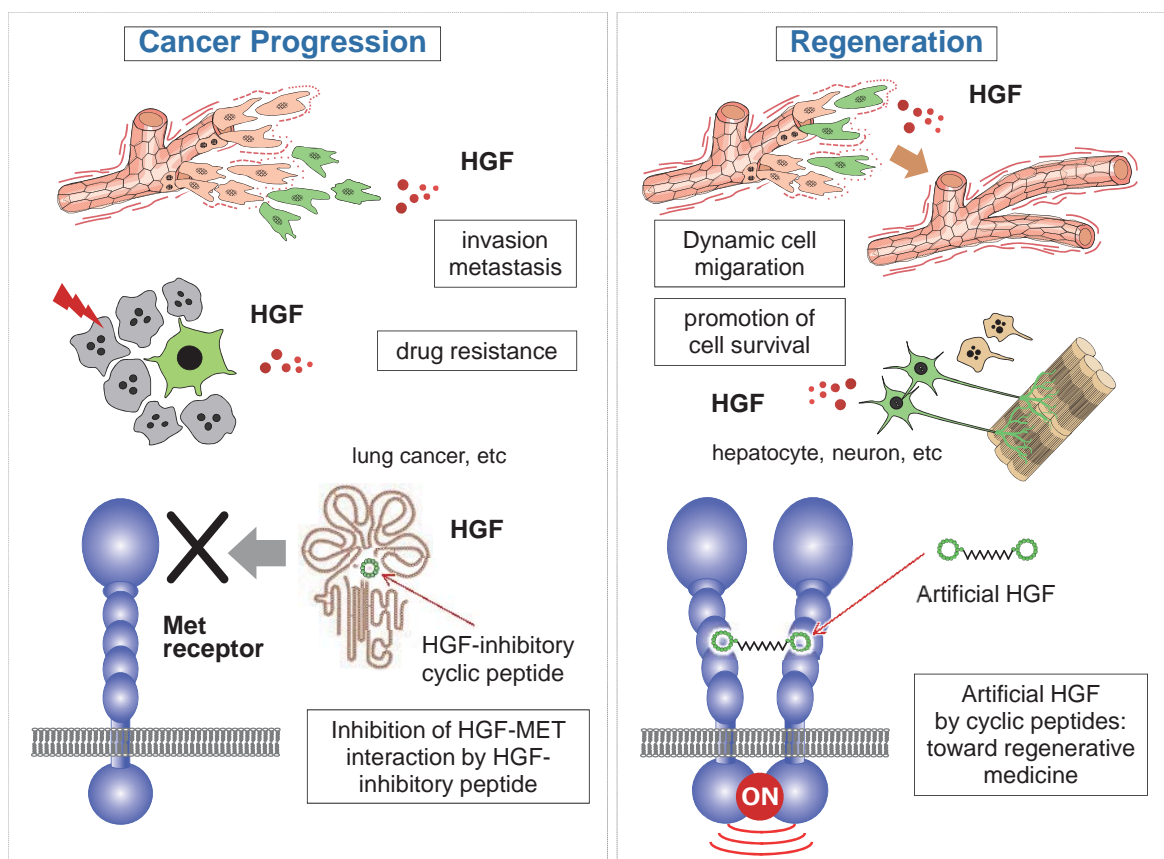 Cancer Progression
HGF
invasion
metastasis
HGF
drug resistance
lung cancer, etc
HGF
Met
receptor
HGF-inhibitory
cyclic peptide
Inhibition of HGF-MET
interaction by HGF-
inhibitory peptide
Regeneration
HGF
Dynamic cell
migaration
promotion of
cell survival
HGF
hepatocyte, neuron, etc
Artificial HGF
Artificial HGF
by cyclic peptides:
toward regenerative
medicine
ON